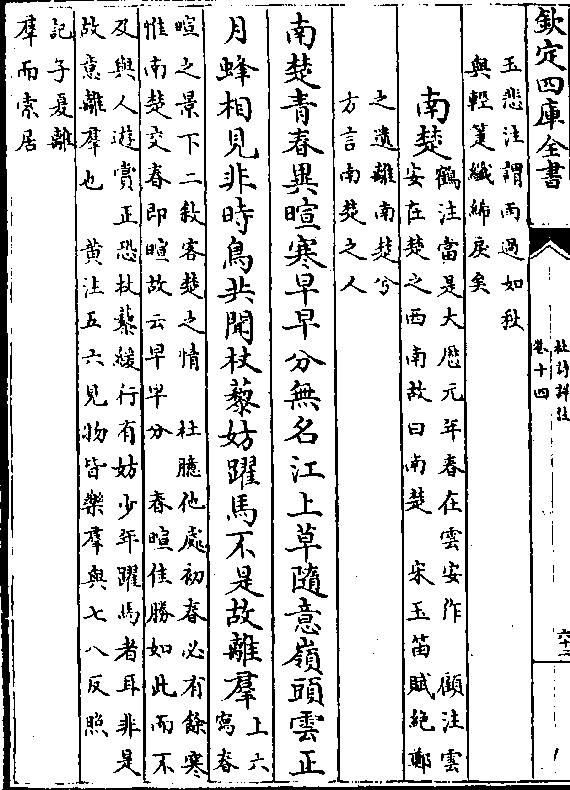 欽定四庫全書
杜詩詳註
卷十四
六十二
玉悲注謂雨過如秋
與輕箑纖絺戾矣
南楚
鶴注當是大厯元年春在雲安作　顧注雲
安在楚之西南故曰南楚　宋玉笛賦絶鄭
之遺離南楚兮
方言南楚之人
南楚青春異暄寒早早分無名江上草隨意嶺頭雲正
月蜂相見非時鳥共聞杖藜妨躍馬不是故離羣
上六
寫春
暄之景下二敘客楚之情　杜臆他處初春必有餘寒
惟南楚交春即暄故云早早分　春暄佳勝如此而不
及與人遊賞正恐杖藜緩行有妨少年躍馬者耳非是
故意離羣也　黄注五六見物皆樂羣與七八反照
記子夏離
羣而索居